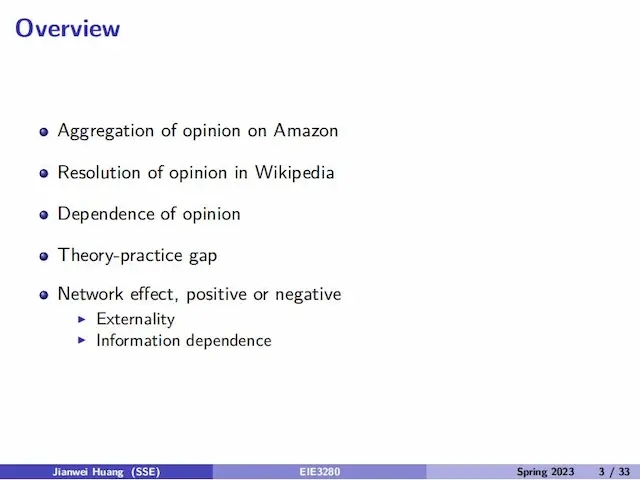 Overview
Aggregation of opinion on Amazon
Resolution of opinion in Wikipedia
Dependence of opinion
Theory-practice gap
Network effect, positive or negative
Externality
Information dependence
Jianwei Huang (SSE) EIE3280 Spring 2023 3 / 33